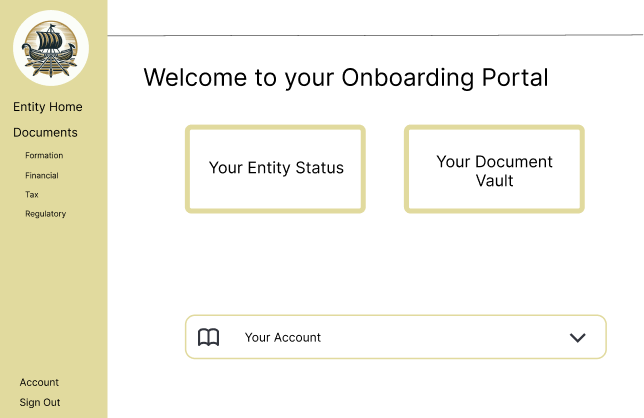 Entity Home
Documents
Formation
Financial
Tax
Regulatory
Account
Sign Out
Welcome to your Onboarding Portal
Your Entity Status
Your Document
Vault
Your Account